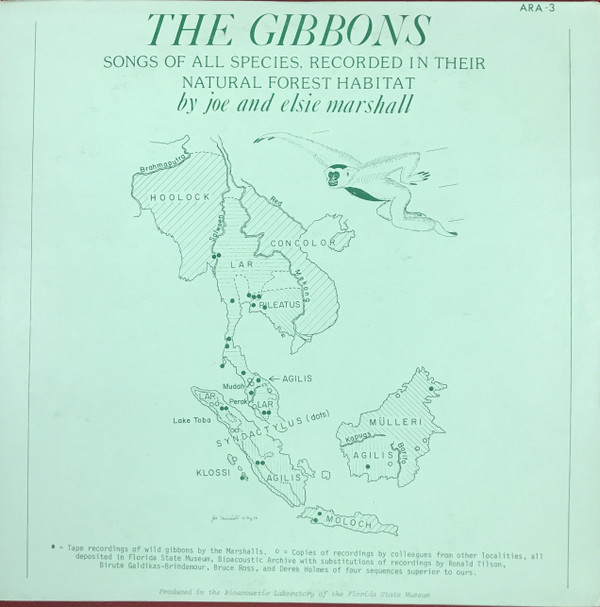 ARA-3
THE GIBBONS
SONGS OF ALL SPECIES, RECORDED IN THEIR
NATURAL FOREST HABITAT
by joe and elsie marshall
Brahmaputra
HOOLOCK
Salween
Red
CONCOLOR
LAR
Mekong
PILEATUS
Mudah
AGILIS
Perak
LAR
LAR
Lake Toba
SYNDACTYLUS (dots)
MÜLLERI
Kapuas
Barito
AGILIS
KLOSSI
AGILIS
MOLOCH
● = Tape recordings of wild gibbons by the Marshalls. ○ = Copies of recordings by colleagues from other localities, all
deposited in Florida State Museum, Bioacoustic Archive with substitutions of recordings by Ronald Tilson,
Birute Galdikas-Brindamour, Bruce Ross, and Derek Holmes of four sequences superior to ours.
Produced in the Bioacoustic Laboratory of the Florida State Museum